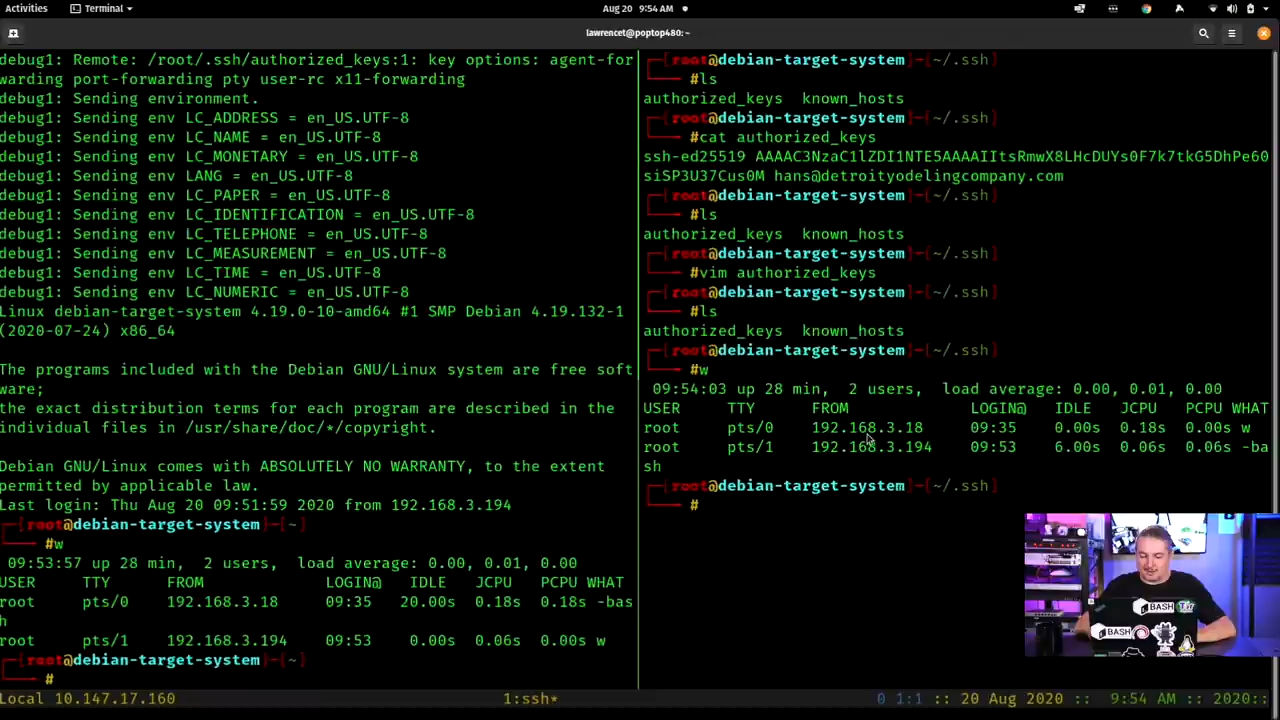 Activities Terminal Aug 20 9:54 AM
lawrencet@poptop480: ~
debug1: Remote: /root/.ssh/authorized_keys:1: key options: agent-for
warding port-forwarding pty user-rc x11-forwarding
debug1: Sending environment.
debug1: Sending env LC_ADDRESS = en_US.UTF-8
debug1: Sending env LC_NAME = en_US.UTF-8
debug1: Sending env LC_MONETARY = en_US.UTF-8
debug1: Sending env LANG = en_US.UTF-8
debug1: Sending env LC_PAPER = en_US.UTF-8
debug1: Sending env LC_IDENTIFICATION = en_US.UTF-8
debug1: Sending env LC_TELEPHONE = en_US.UTF-8
debug1: Sending env LC_MEASUREMENT = en_US.UTF-8
debug1: Sending env LC_TIME = en_US.UTF-8
debug1: Sending env LC_NUMERIC = en_US.UTF-8
Linux debian-target-system 4.19.0-10-amd64 #1 SMP Debian 4.19.132-1
(2020-07-24) x86_64
The programs included with the Debian GNU/Linux system are free soft
ware;
the exact distribution terms for each program are described in the
individual files in /usr/share/doc/*/copyright.
Debian GNU/Linux comes with ABSOLUTELY NO WARRANTY, to the extent
permitted by applicable law.
Last login: Thu Aug 20 09:51:59 2020 from 192.168.3.194
[root@debian-target-system]-[~]
#w
09:53:57 up 28 min, 2 users, load average: 0.00, 0.01, 0.00
USER TTY FROM LOGIN@ IDLE JCPU PCPU WHAT
root pts/0 192.168.3.18 09:35 20.00s 0.18s 0.18s -bas
h
root pts/1 192.168.3.194 09:53 0.00s 0.06s 0.00s w
[root@debian-target-system]-[~]
#
[root@debian-target-system]-[~/.ssh]
#ls
authorized_keys known_hosts
[root@debian-target-system]-[~/.ssh]
#cat authorized_keys
ssh-ed25519 AAAAC3NzaC1lZDI1NTE5AAAAIItsRmwX8LHcDUYs0F7k7tkG5DhPe60
siSP3U37Cus0M hans@detroityodelingcompany.com
[root@debian-target-system]-[~/.ssh]
#ls
authorized_keys known_hosts
[root@debian-target-system]-[~/.ssh]
#vim authorized_keys
[root@debian-target-system]-[~/.ssh]
#ls
authorized_keys known_hosts
[root@debian-target-system]-[~/.ssh]
#w
09:54:03 up 28 min, 2 users, load average: 0.00, 0.01, 0.00
USER TTY FROM LOGIN@ IDLE JCPU PCPU WHAT
root pts/0 192.168.3.18 09:35 0.00s 0.18s 0.00s w
root pts/1 192.168.3.194 09:53 6.00s 0.06s 0.06s -ba
sh
[root@debian-target-system]-[~/.ssh]
#
BASH
BASH
Local 10.147.17.160 1:ssh* 0 1:1 :: 20 Aug 2020 :: 9:54 AM :: 2020::